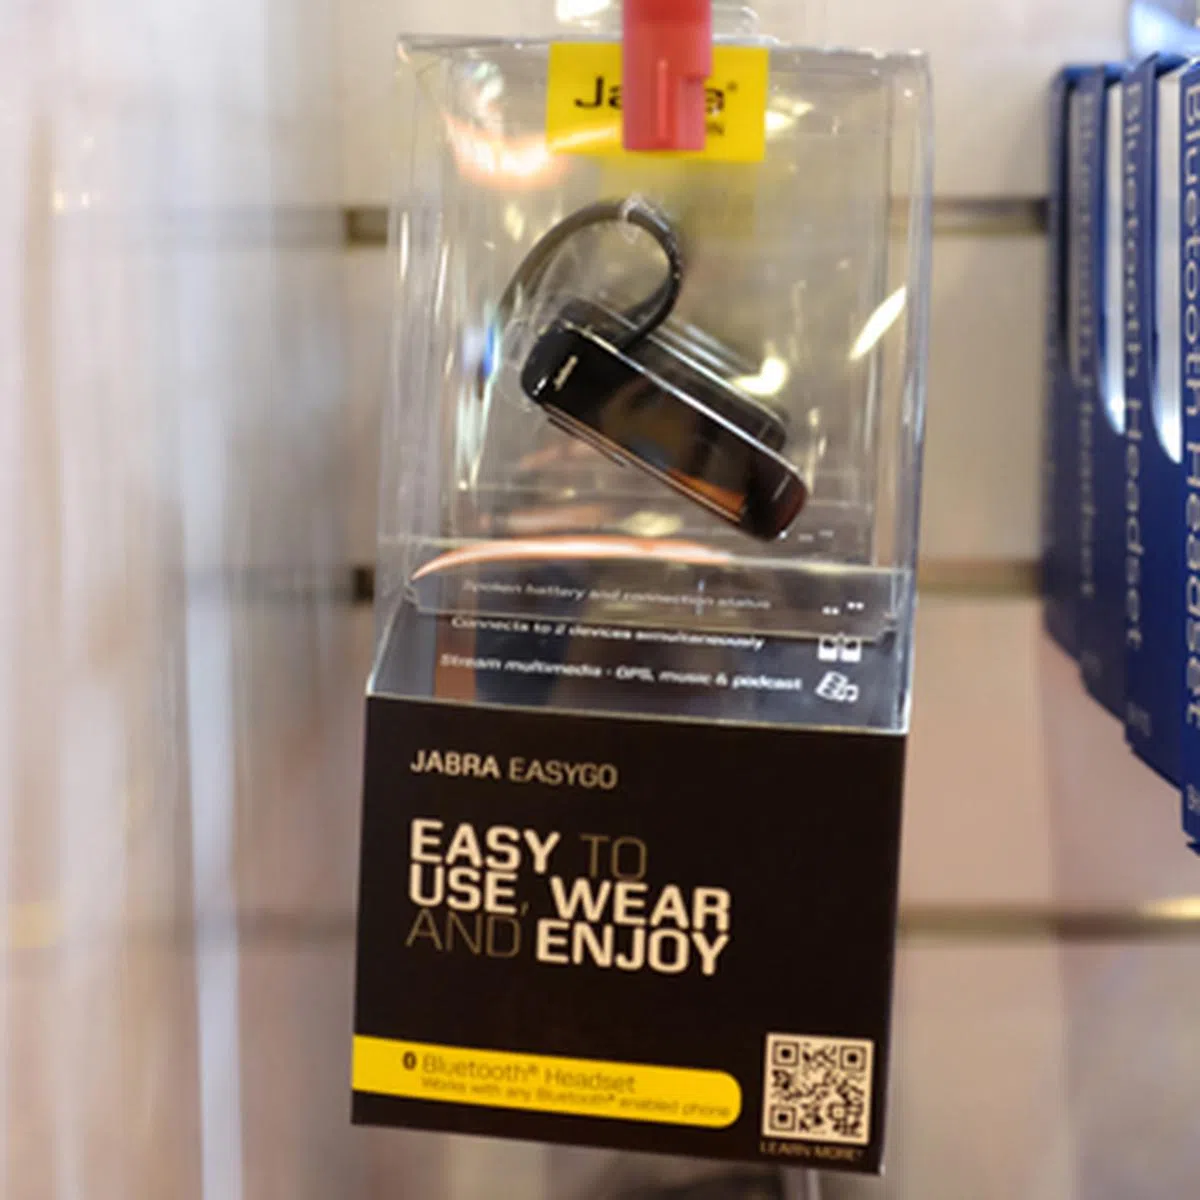 Spoken battery and connection status
Connects to 2 devices simultaneously
Stream multimedia - GPS, music & podcast
JABRA EASYGO
EASY TO
USE, WEAR
AND ENJOY
Bluetooth® Headset
Works with any Bluetooth® enabled phone
LEARN MORE!
Jabra
Bluetooth Headset
Bluetooth Headset
Bluetooth Headset